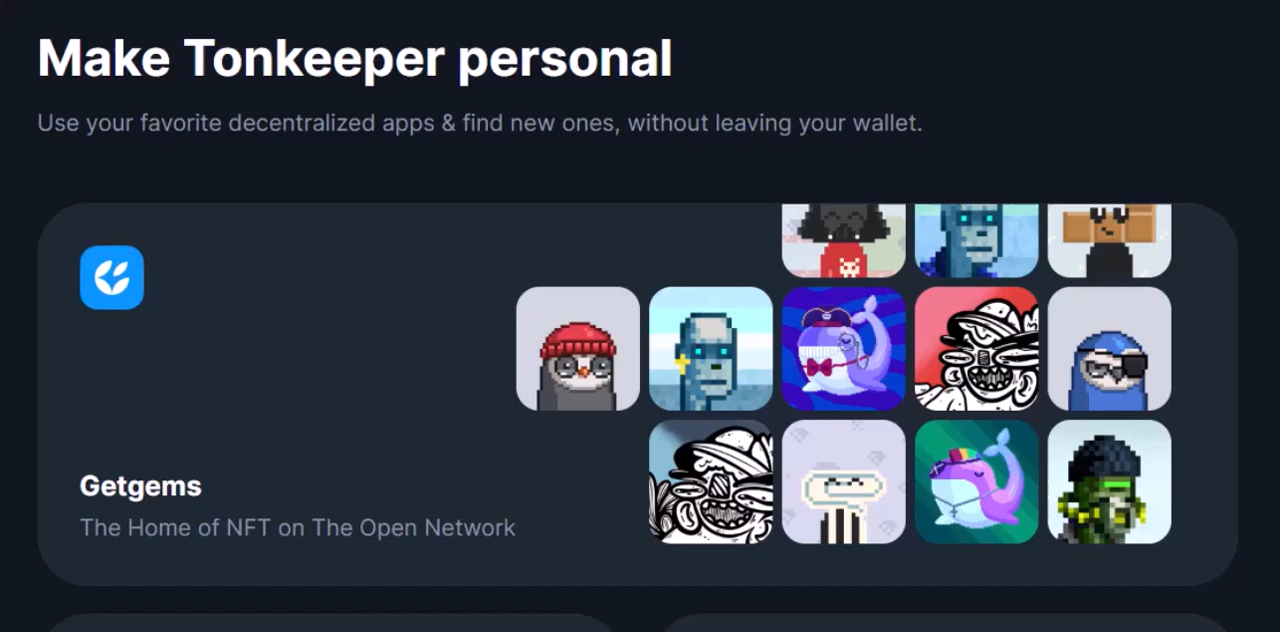 Make Tonkeeper personal
Use your favorite decentralized apps & find new ones, without leaving your wallet.
Getgems
The Home of NFT on The Open Network